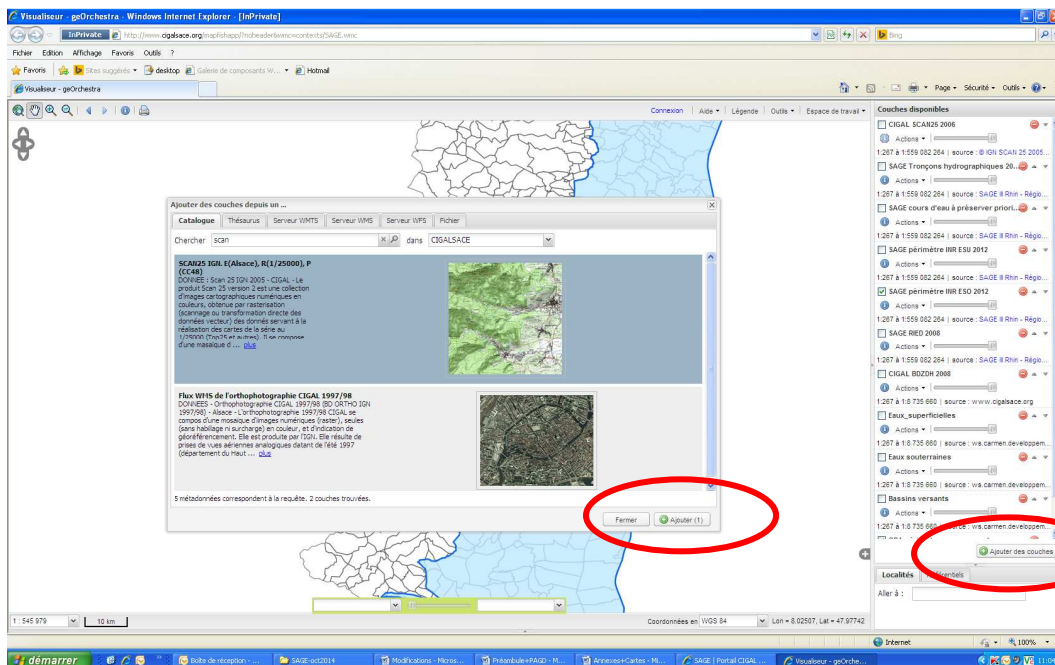 Visualiseur - geOrchestra - Windows Internet Explorer - [InPrivate]
InPrivate http://www.cigalsace.org/mapfishapp/?noheader&wmc=contexts/SAGE.wmc
Bing
Fichier Edition Affichage Favoris Outils ?
Favoris Sites suggérés desktop Galerie de composants W... Hotmail
Visualiseur - geOrchestra
Page Sécurité Outils
Connexion Aide Légende Outils Espace de travail
Couches disponibles
CIGAL SCAN25 2006
Actions
1:267 à 1:559 082 264 | source : © IGN SCAN 25 2005...
SAGE Tronçons hydrographiques 20...
Actions
1:267 à 1:559 082 264 | source : SAGE Ill Rhin - Régio...
SAGE cours d'eau à préserver priori...
Actions
1:267 à 1:559 082 264 | source : SAGE Ill Rhin - Régio...
SAGE périmètre INR ESU 2012
Actions
1:267 à 1:559 082 264 | source : SAGE Ill Rhin - Régio...
SAGE périmètre INR ESO 2012
Actions
1:267 à 1:559 082 264 | source : SAGE Ill Rhin - Régio...
SAGE RIED 2008
Actions
1:267 à 1:559 082 264 | source : SAGE Ill Rhin - Régio...
CIGAL BDZDH 2008
Actions
1:267 à 1:8 735 660 | source : www.cigalsace.org
Eaux_superficielles
Actions
1:267 à 1:8 735 660 | source : ws.carmen.developpem...
Eaux souterraines
Actions
1:267 à 1:8 735 660 | source : ws.carmen.developpem...
Bassins versants
Actions
1:267 à 1:8 735 660 | source : ws.carmen.developpem...
Ajouter des couches
Localités
Aller à :
Ajouter des couches depuis un ...
Catalogue Thésaurus Serveur WMTS Serveur WMS Serveur WFS Fichier
Chercher scan dans CIGALSACE
SCAN25 IGN. E(Alsace), R(1/25000), P
(CC48)
DONNEE : Scan 25 IGN 2005 - CIGAL - Le
produit Scan 25 version 2 est une collection
d'images cartographiques numériques en
couleurs, obtenue par rasterisation
(scannage ou transformation directe des
données vecteur) des donnés servant à la
réalisation des cartes de la série au
1/25000 (Top25 et autres). Il se compose
d'une masaïque d ... plus
Flux WMS de l'orthophotographie CIGAL 1997/98
DONNEES - Orthophotographie CIGAL 1997/98 (BD ORTHO IGN
1997/98) - Alsace - L'orthophotographie 1997/98 CIGAL se
compos d'une mosaïque d'images numériques (raster), seules
(sans habillage ni surcharge) en couleur, et d'indication de
géoréférencement. Elle est produite par l'IGN. Elle résulte de
prises de vues aériennes analogiques datant de l'été 1997
(département du Haut ... plus
5 métadonnées correspondent à la requête. 2 couches trouvées.
Fermer Ajouter (1)
1 : 545 979 10 km Coordonnées en WGS 84 Lon = 8.02507, Lat = 47.97742
Internet 100%
démarrer Boîte de réception - ... SAGE-oct2014 Modifications - Micros... Préambule+PAGD - M... Annexes+Cartes - Mi... SAGE | Portail CIGAL ... Visualiseur - geOrche...